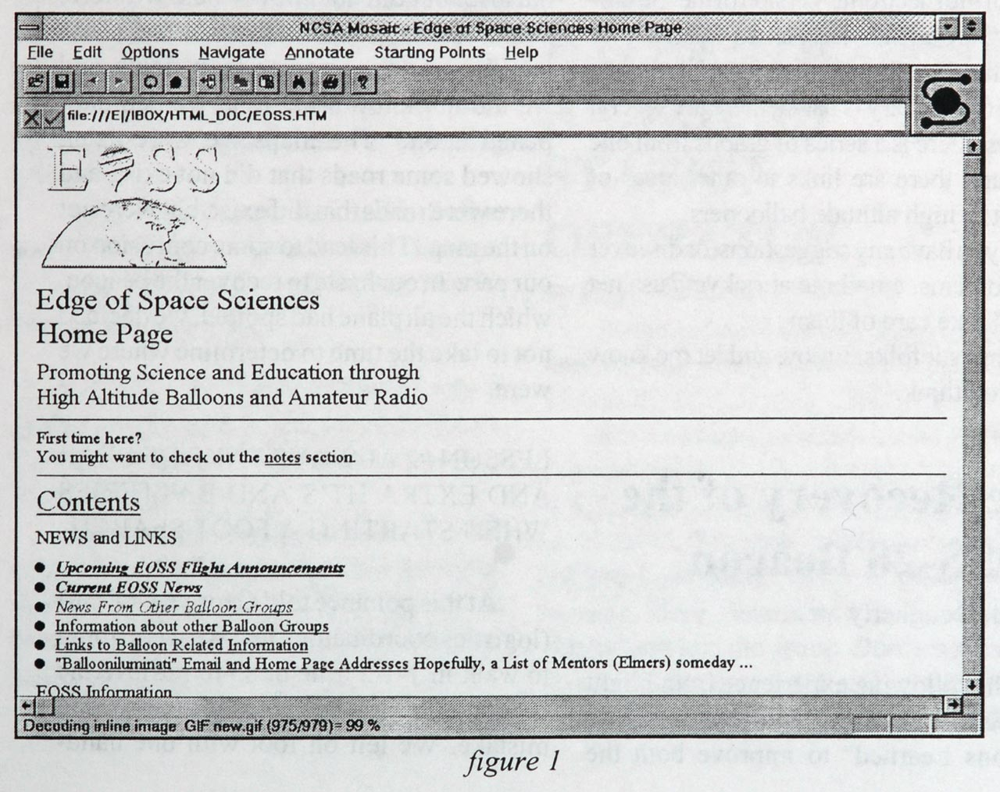 NCSA Mosaic - Edge of Space Sciences Home Page
File Edit Options Navigate Annotate Starting Points Help
file:///E|/IBOX/HTML_DOC/EOSS.HTM
EOSS
Edge of Space Sciences
Home Page
Promoting Science and Education through
High Altitude Balloons and Amateur Radio
First time here?
You might want to check out the notes section.
Contents
NEWS and LINKS
Upcoming EOSS Flight Announcements
Current EOSS News
News From Other Balloon Groups
Information about other Balloon Groups
Links to Balloon Related Information
"Ballooniluminati" Email and Home Page Addresses Hopefully, a List of Mentors (Elmers) someday ...
EOSS Information
Decoding inline image GIF new.gif (975/979)= 99 %
figure 1